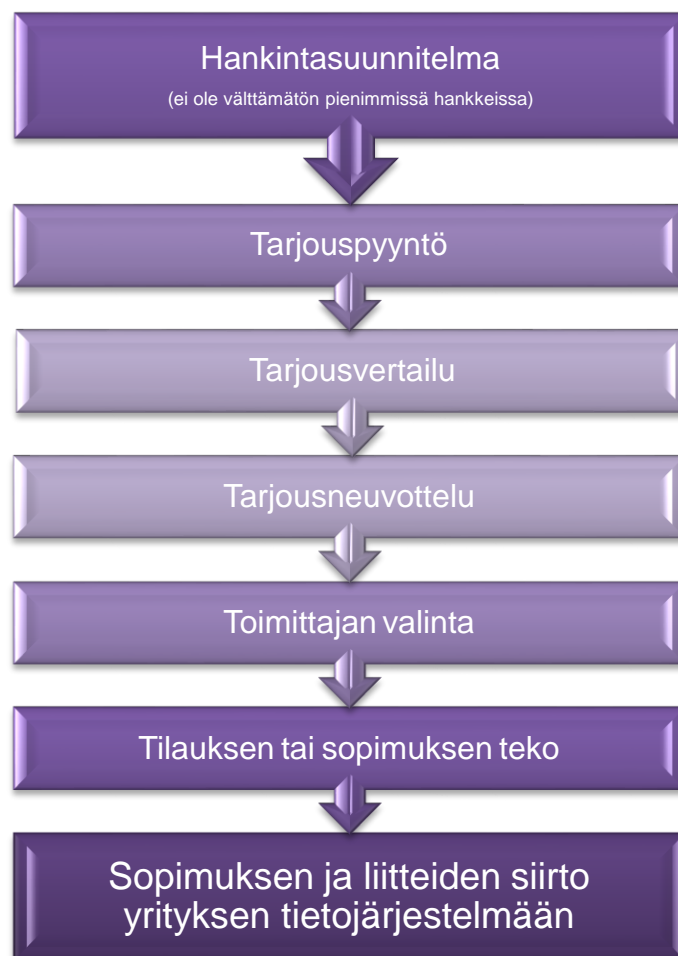 Hankintasuunnitelma
(ei ole välttämätön pienimmissä hankkeissa)
Tarjouspyyntö
Tarjousvertailu
Tarjousneuvottelu
Toimittajan valinta
Tilauksen tai sopimuksen teko
Sopimuksen ja liitteiden siirto
yrityksen tietojärjestelmään